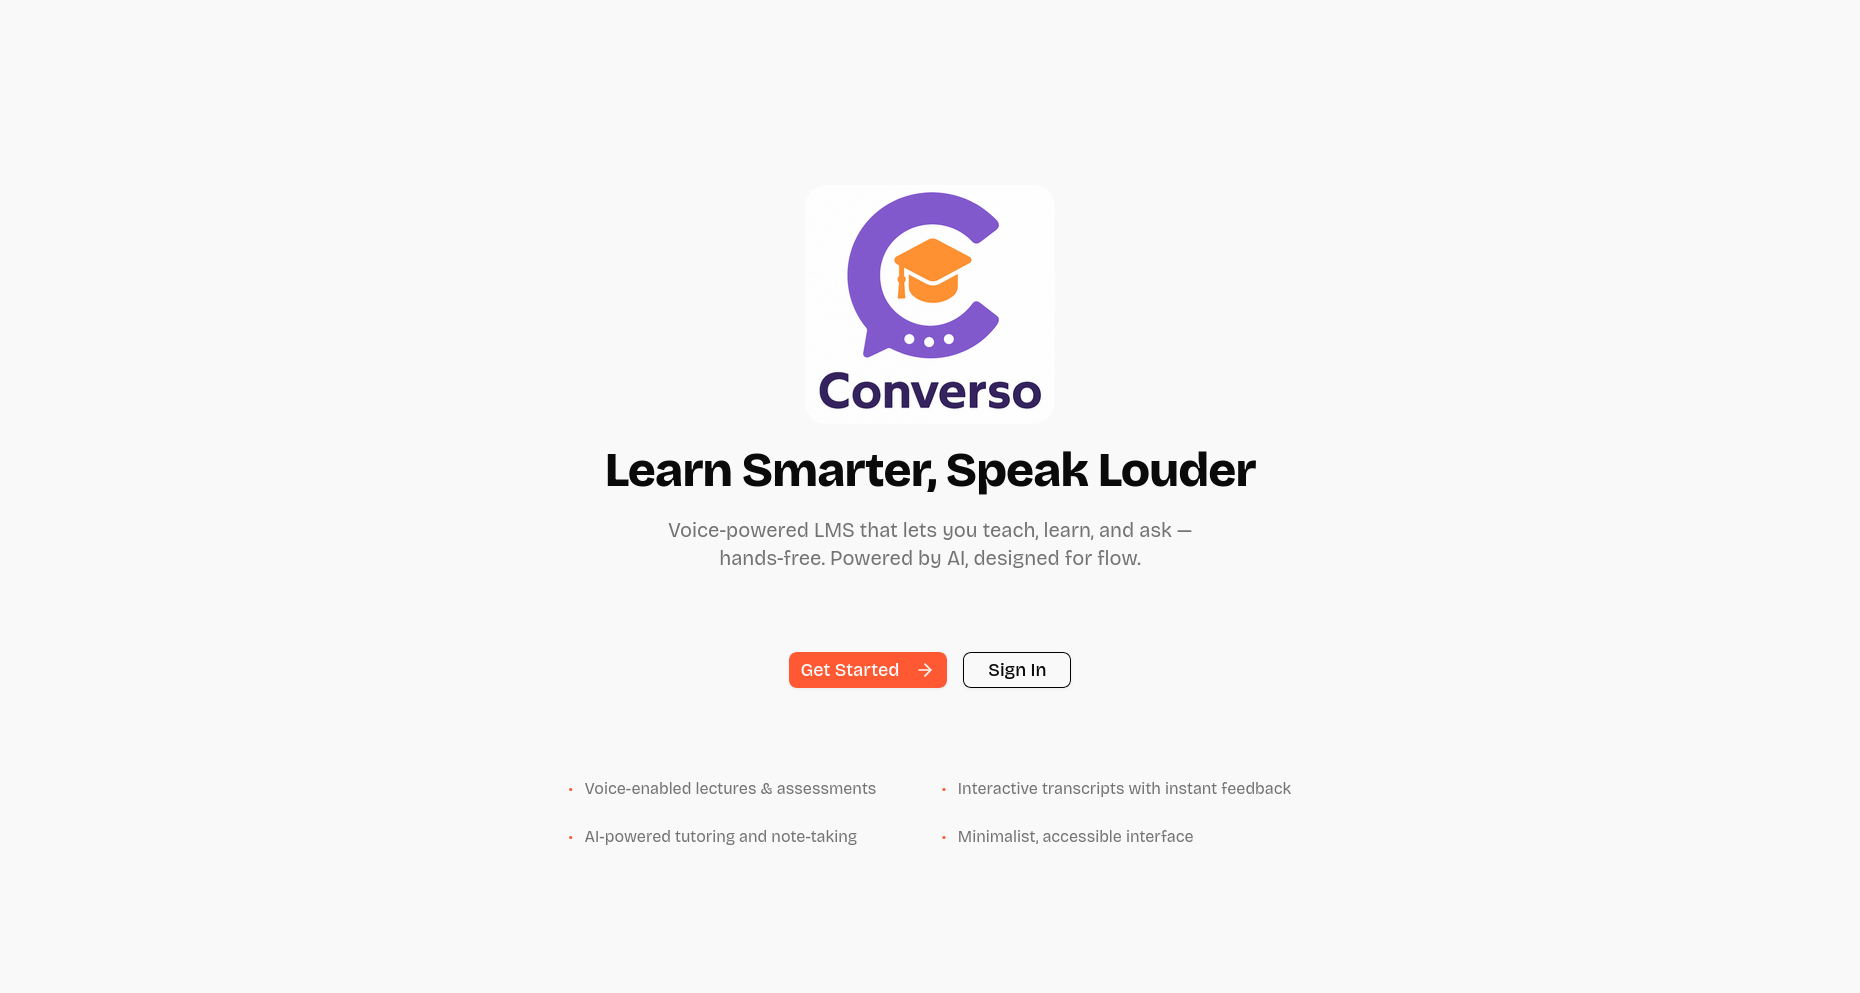 Converso
Learn Smarter, Speak Louder
Voice-powered LMS that lets you teach, learn, and ask —
hands-free. Powered by AI, designed for flow.
Get Started →
Sign In
• Voice-enabled lectures & assessments
• Interactive transcripts with instant feedback
• AI-powered tutoring and note-taking
• Minimalist, accessible interface